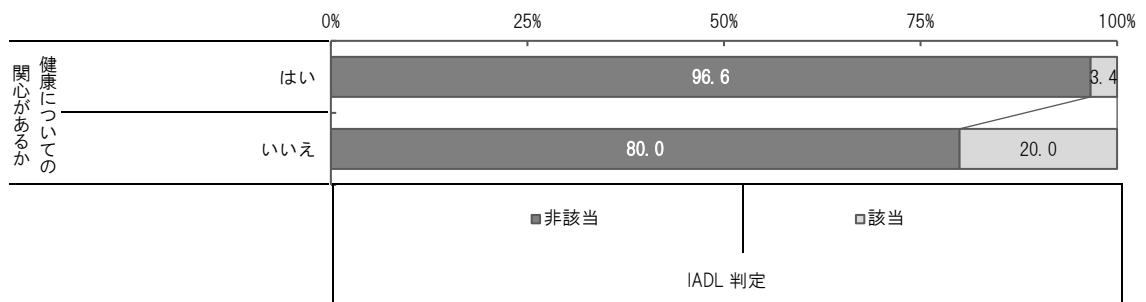 0% 25% 50% 75% 100%
健康についての
関心があるか
はい
96.6
3.4
いいえ
80.0
20.0
非該当
該当
IADL 判定